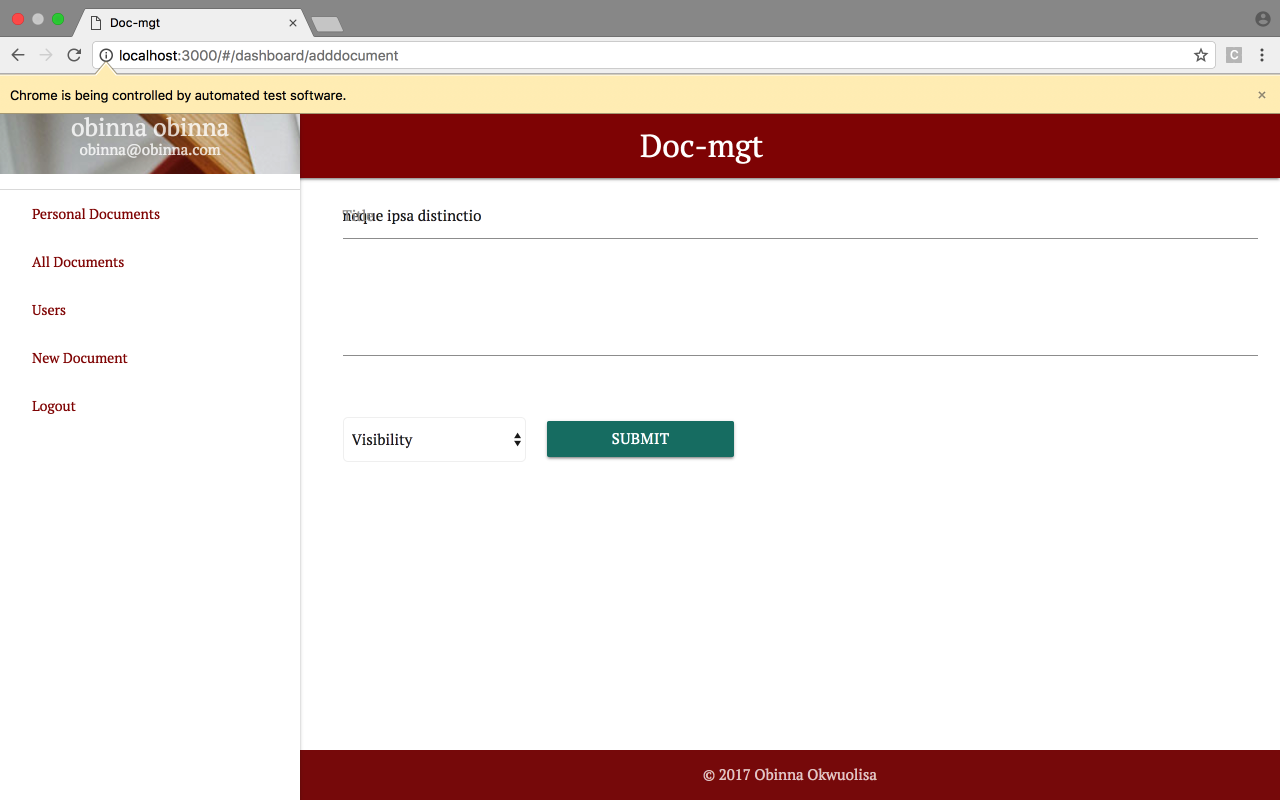 Doc-mgt
localhost:3000/#/dashboard/adddocument
C
Chrome is being controlled by automated test software.
obinna obinna
obinna@obinna.com
Doc-mgt
Personal Documents
All Documents
Users
New Document
Logout
Title
ipsa distinctio
Visibility
SUBMIT
© 2017 Obinna Okwuolisa